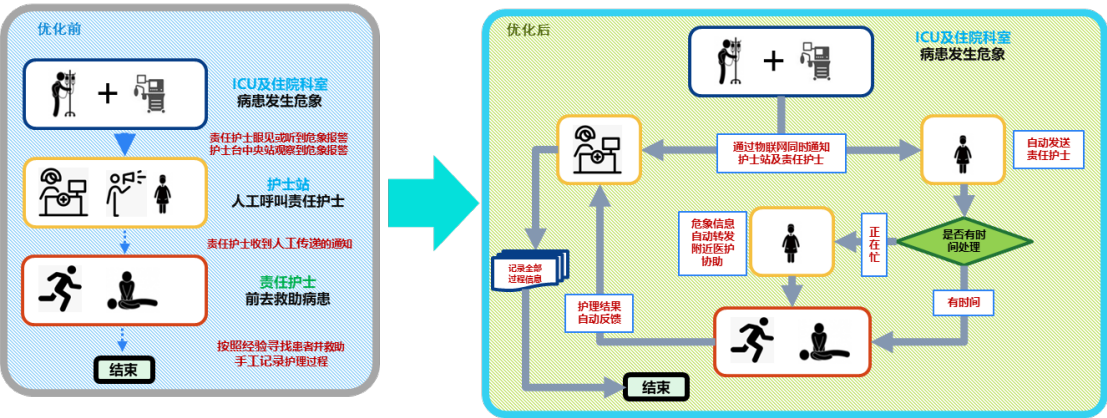 优化前
ICU及住院科室
病患发生危象
责任护士眼见或听到危象报警
护士台中央站观察到危象报警
护士站
人工呼叫责任护士
责任护士收到人工传递的通知
责任护士
前去救助病患
按照经验寻找患者并救助
手工记录护理过程
结束
优化后
ICU及住院科室
病患发生危象
通过物联网同时通知
护士站及责任护士
自动发送
责任护士
危象信息
自动转发
附近医护
协助
正
在
忙
是否有时
间处理
记录全部
过程信息
护理结果
自动反馈
有时间
结束